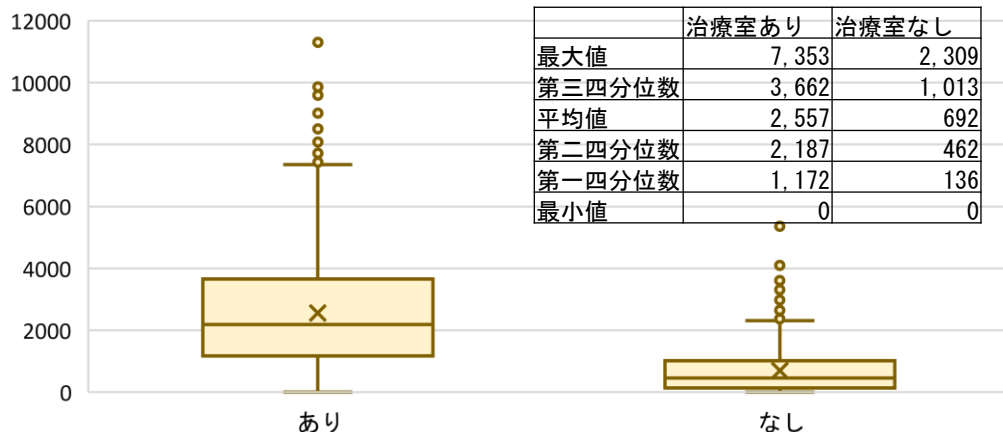 12000
10000
8000
6000
4000
2000
0
治療室あり 治療室なし
最大値 7,353 2,309
第三四分位数 3,662 1,013
平均値 2,557 692
第二四分位数 2,187 462
第一四分位数 1,172 136
最小値 0 0
あり なし